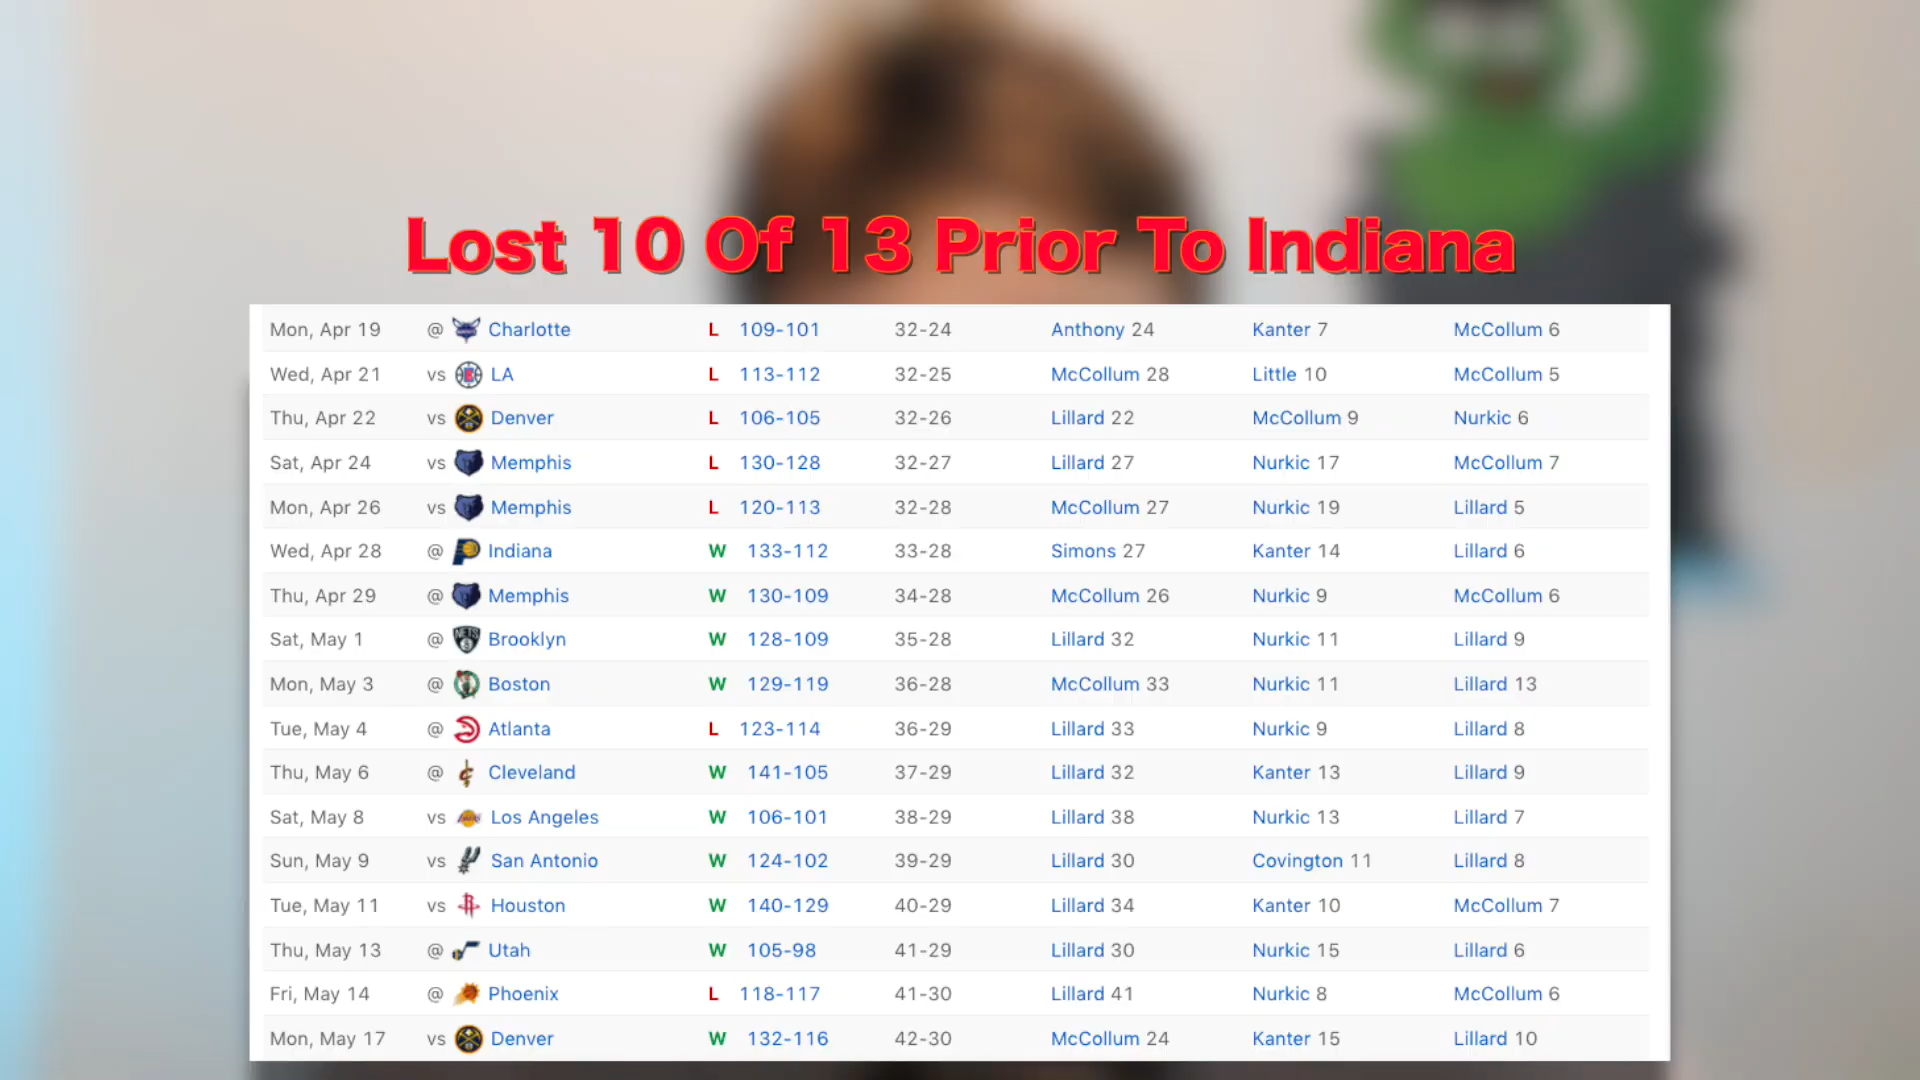 Lost 10 Of 13 Prior To Indiana
Mon, Apr 19 @ Charlotte L 109-101 32-24 Anthony 24 Kanter 7 McCollum 6
Wed, Apr 21 vs LA L 113-112 32-25 McCollum 28 Little 10 McCollum 5
Thu, Apr 22 vs Denver L 106-105 32-26 Lillard 22 McCollum 9 Nurkic 6
Sat, Apr 24 vs Memphis L 130-128 32-27 Lillard 27 Nurkic 17 McCollum 7
Mon, Apr 26 vs Memphis L 120-113 32-28 McCollum 27 Nurkic 19 Lillard 5
Wed, Apr 28 @ Indiana W 133-112 33-28 Simons 27 Kanter 14 Lillard 6
Thu, Apr 29 @ Memphis W 130-109 34-28 McCollum 26 Nurkic 9 McCollum 6
Sat, May 1 @ Brooklyn W 128-109 35-28 Lillard 32 Nurkic 11 Lillard 9
Mon, May 3 @ Boston W 129-119 36-28 McCollum 33 Nurkic 11 Lillard 13
Tue, May 4 @ Atlanta L 123-114 36-29 Lillard 33 Nurkic 9 Lillard 8
Thu, May 6 @ Cleveland W 141-105 37-29 Lillard 32 Kanter 13 Lillard 9
Sat, May 8 vs Los Angeles W 106-101 38-29 Lillard 38 Nurkic 13 Lillard 7
Sun, May 9 vs San Antonio W 124-102 39-29 Lillard 30 Covington 11 Lillard 8
Tue, May 11 vs Houston W 140-129 40-29 Lillard 34 Kanter 10 McCollum 7
Thu, May 13 @ Utah W 105-98 41-29 Lillard 30 Nurkic 15 Lillard 6
Fri, May 14 @ Phoenix L 118-117 41-30 Lillard 41 Nurkic 8 McCollum 6
Mon, May 17 vs Denver W 132-116 42-30 McCollum 24 Kanter 15 Lillard 10